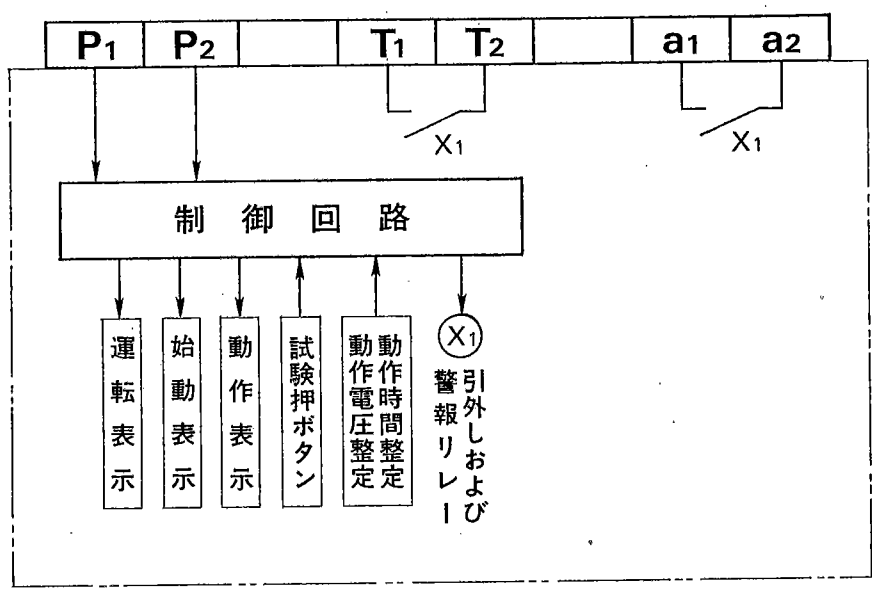 P1 P2 T1 T2 a1 a2
X1 X1
制御回路
運転表示
始動表示
動作表示
試験押ボタン
動作時間整定
動作電圧整定
X1
引外しおよび
警報リレー